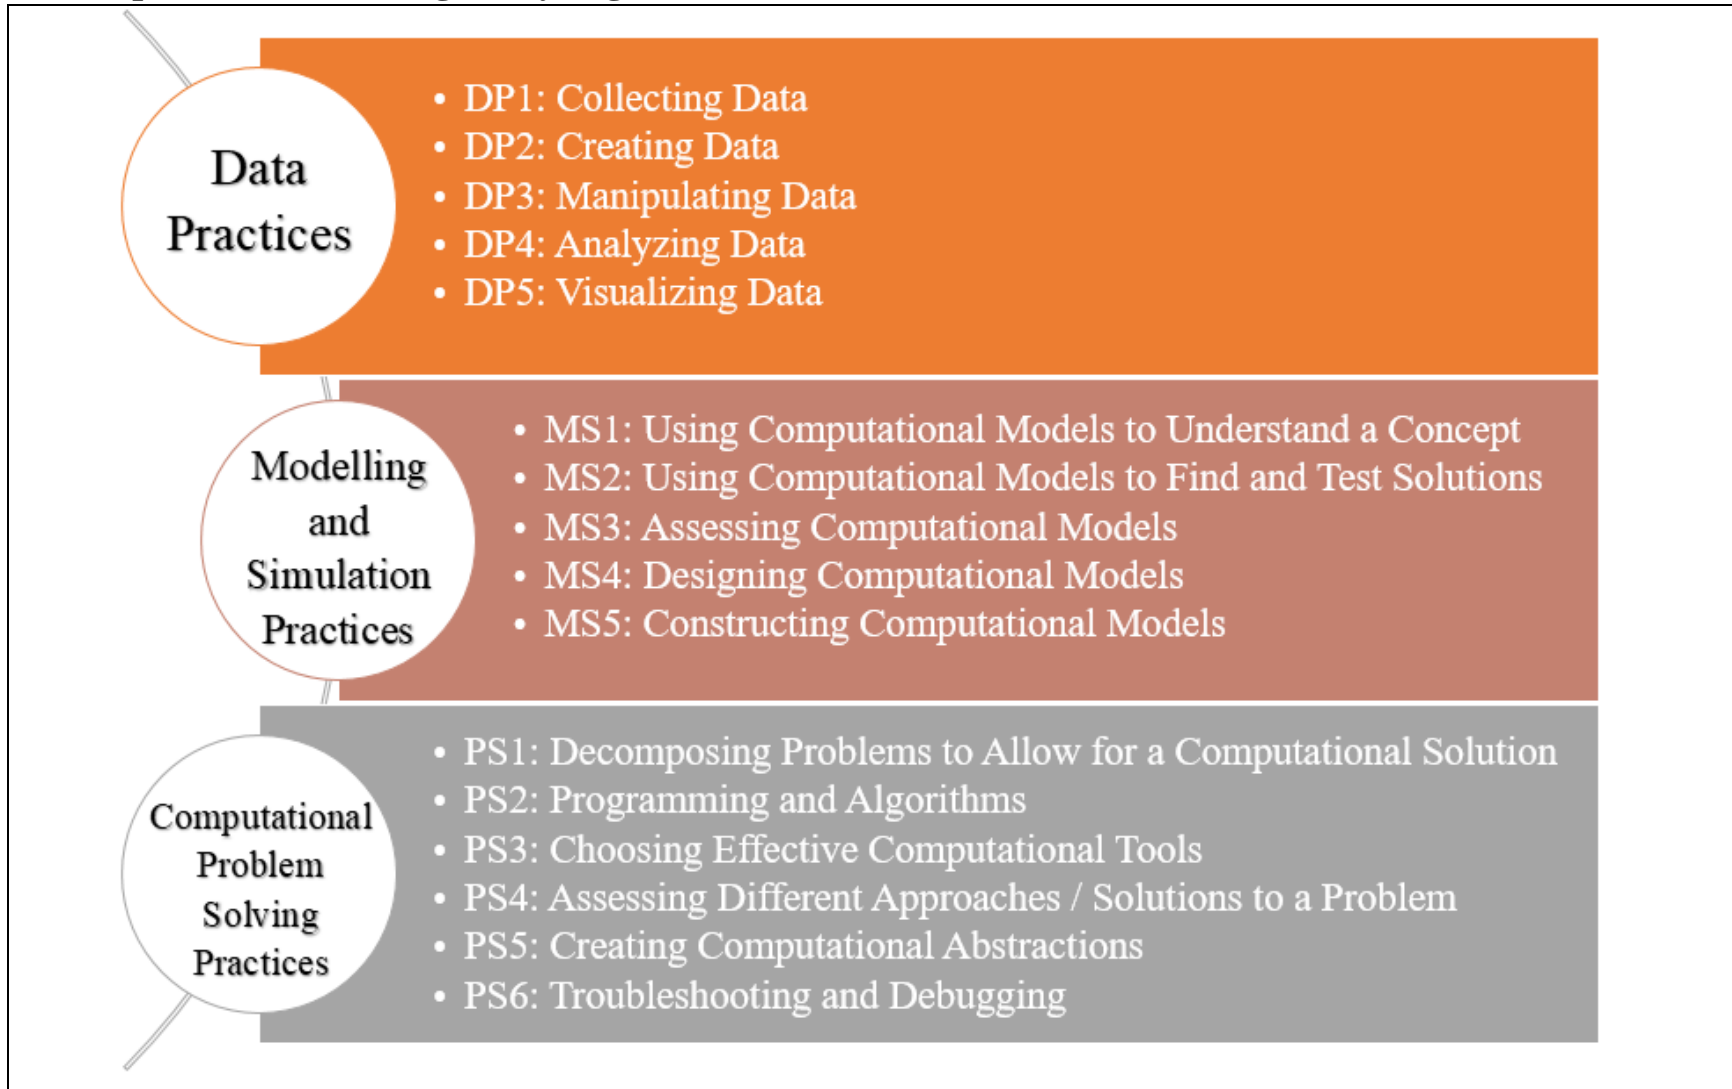 Data
Practices
• DP1: Collecting Data
• DP2: Creating Data
• DP3: Manipulating Data
• DP4: Analyzing Data
• DP5: Visualizing Data
Modelling
and
Simulation
Practices
• MS1: Using Computational Models to Understand a Concept
• MS2: Using Computational Models to Find and Test Solutions
• MS3: Assessing Computational Models
• MS4: Designing Computational Models
• MS5: Constructing Computational Models
Computational
Problem
Solving
Practices
• PS1: Decomposing Problems to Allow for a Computational Solution
• PS2: Programming and Algorithms
• PS3: Choosing Effective Computational Tools
• PS4: Assessing Different Approaches / Solutions to a Problem
• PS5: Creating Computational Abstractions
• PS6: Troubleshooting and Debugging